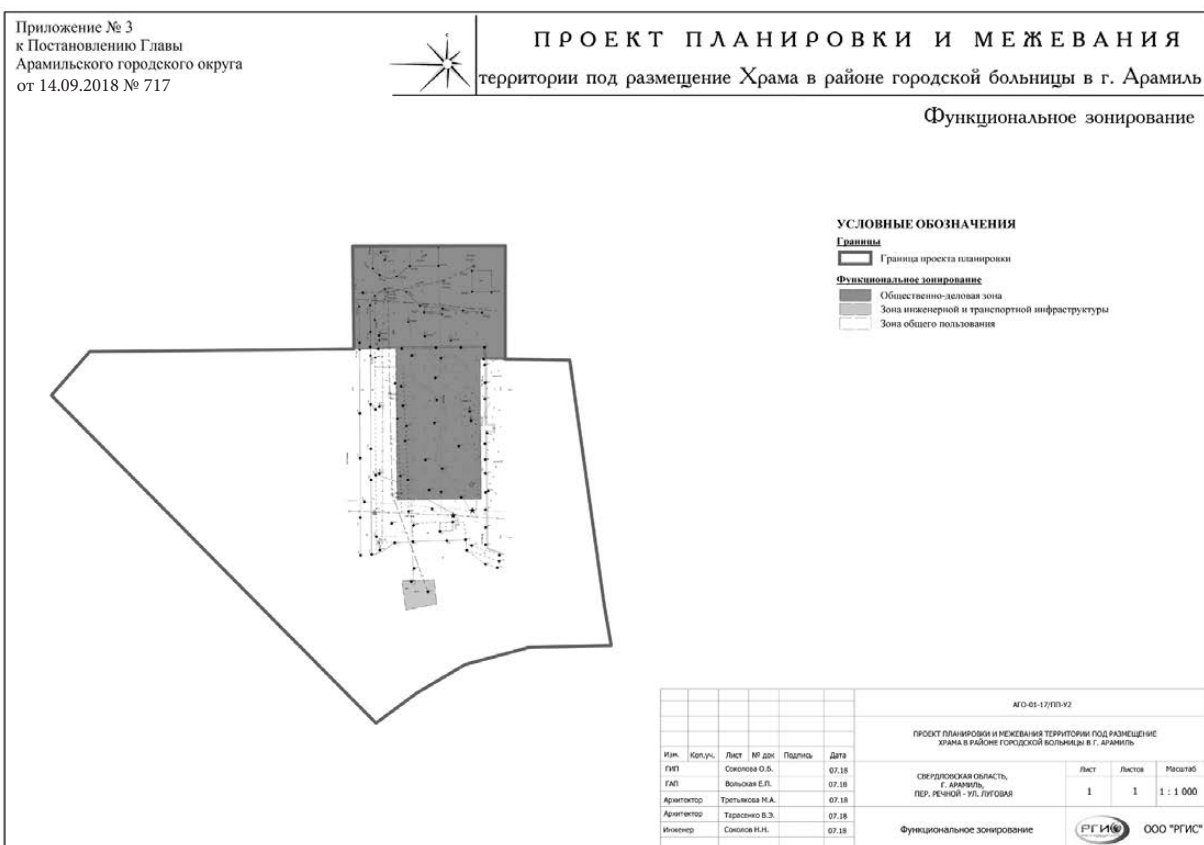 Приложение № 3
к Постановлению Главы
Арамильского городского округа
от 14.09.2018 № 717
ПРОЕКТ ПЛАНИРОВКИ И МЕЖЕВАНИЯ
территории под размещение Храма в районе городской больницы в г. Арамиль
Функциональное зонирование
УСЛОВНЫЕ ОБОЗНАЧЕНИЯ
Границы
Граница проекта планировки
Функциональное зонирование
Общественно-деловая зона
Зона инженерной и транспортной инфраструктуры
Зона общего пользования
АГО-01-17/ПП-У2
ПРОЕКТ ПЛАНИРОВКИ И МЕЖЕВАНИЯ ТЕРРИТОРИИ ПОД РАЗМЕЩЕНИЕ
ХРАМА В РАЙОНЕ ГОРОДСКОЙ БОЛЬНИЦЫ В Г. АРАМИЛЬ
Изм. Кол.уч. Лист № док Подпись Дата
ГИП Соколова О.Б. 07.18
ГАП Вольская Е.П. 07.18
Архитектор Третьякова М.А. 07.18
Архитектор Тарасенко В.Э. 07.18
Инженер Соколов Н.Н. 07.18
СВЕРДЛОВСКАЯ ОБЛАСТЬ,
Г. АРАМИЛЬ,
ПЕР. РЕЧНОЙ - УЛ. ЛУГОВАЯ
Лист Листов Масштаб
1 1 1 : 1 000
Функциональное зонирование
РГИС ООО "РГИС"